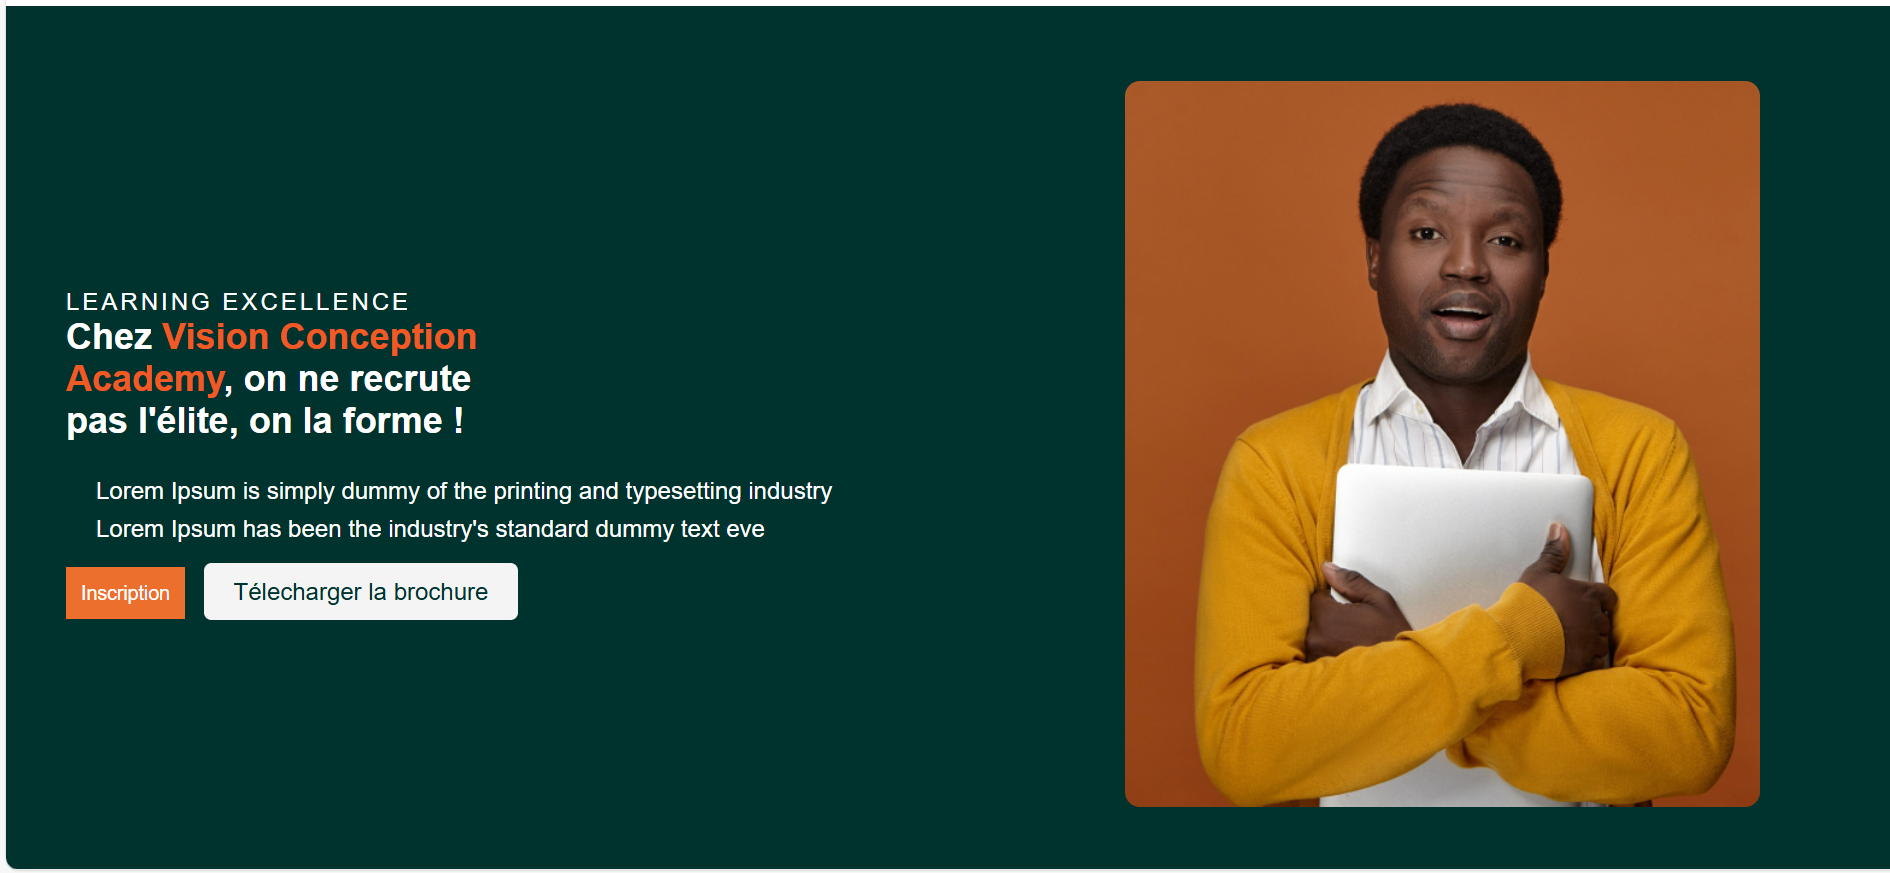 LEARNING EXCELLENCE
Chez Vision Conception
Academy, on ne recrute
pas l'élite, on la forme !
Lorem Ipsum is simply dummy of the printing and typesetting industry
Lorem Ipsum has been the industry's standard dummy text eve
Inscription
Télecharger la brochure